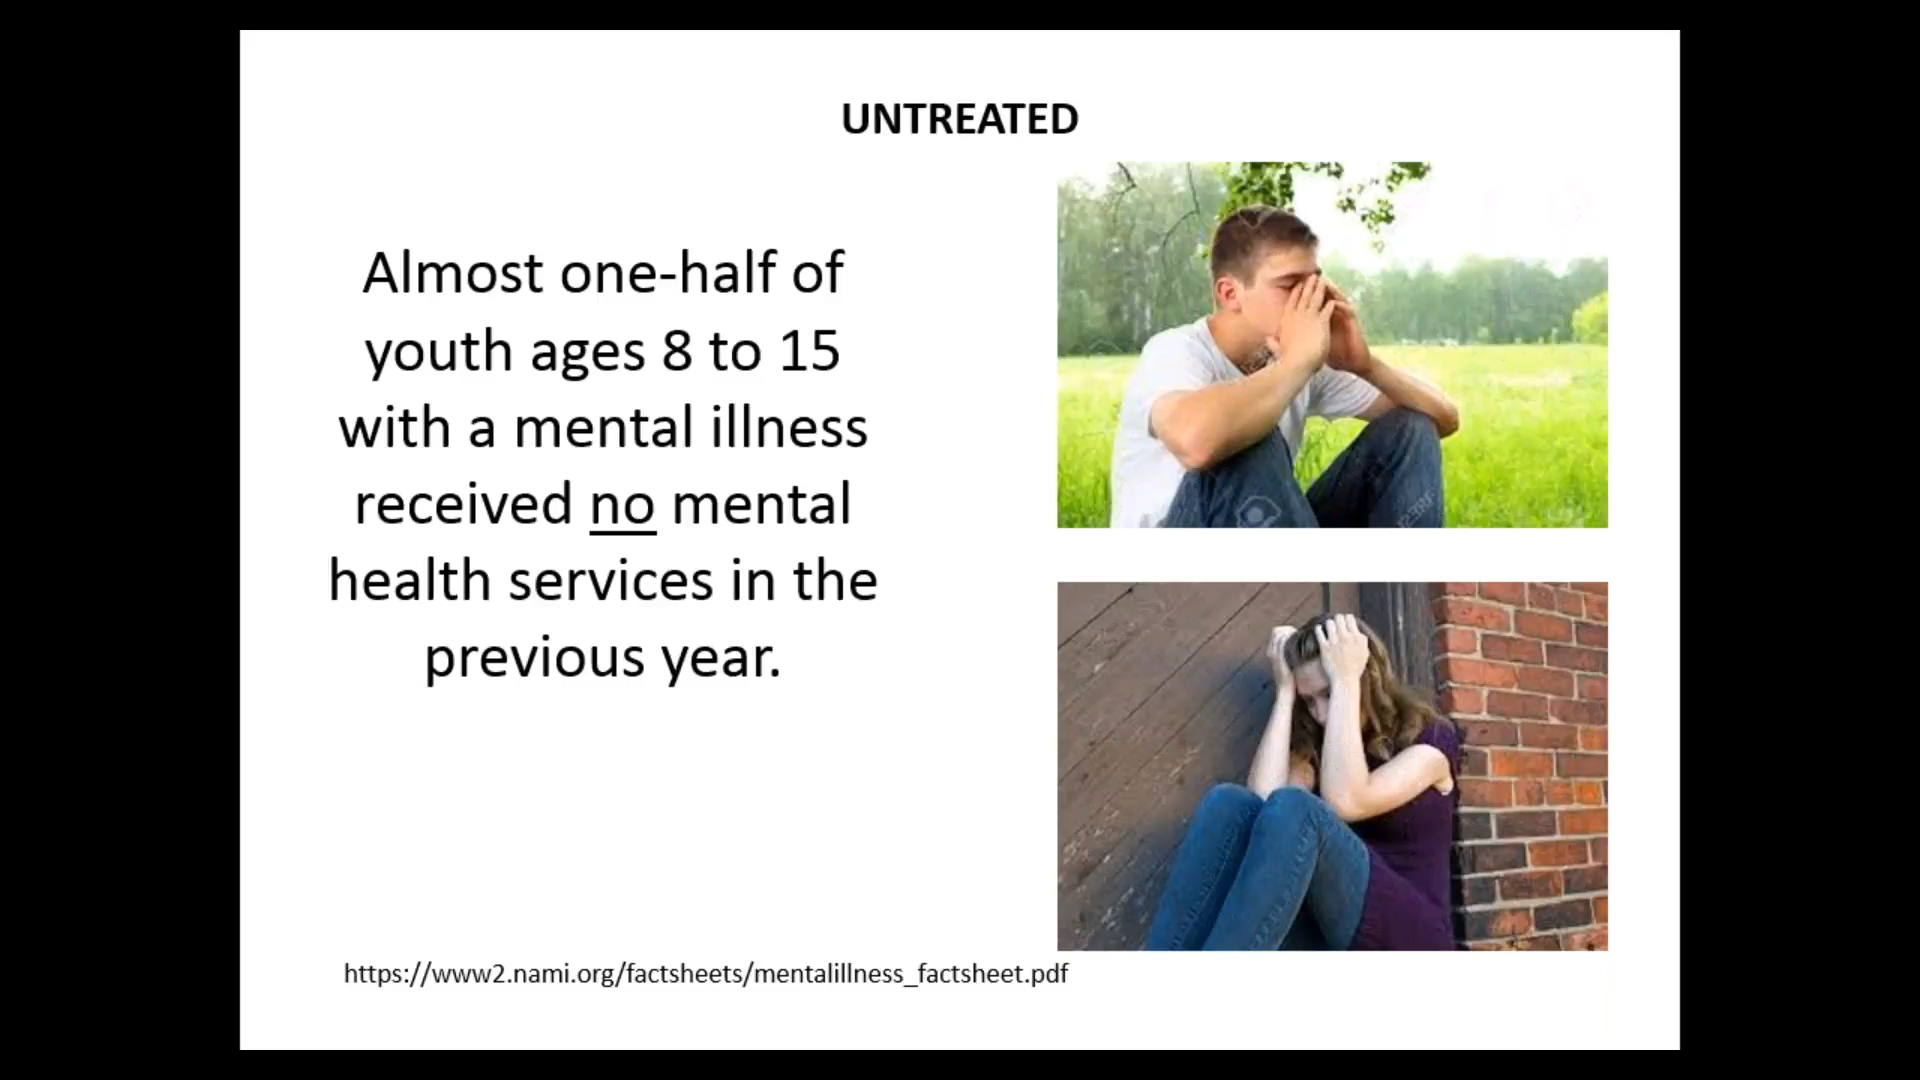 UNTREATED
Almost one-half of
youth ages 8 to 15
with a mental illness
received no mental
health services in the
previous year.
https://www2.nami.org/factsheets/mentalillness_factsheet.pdf